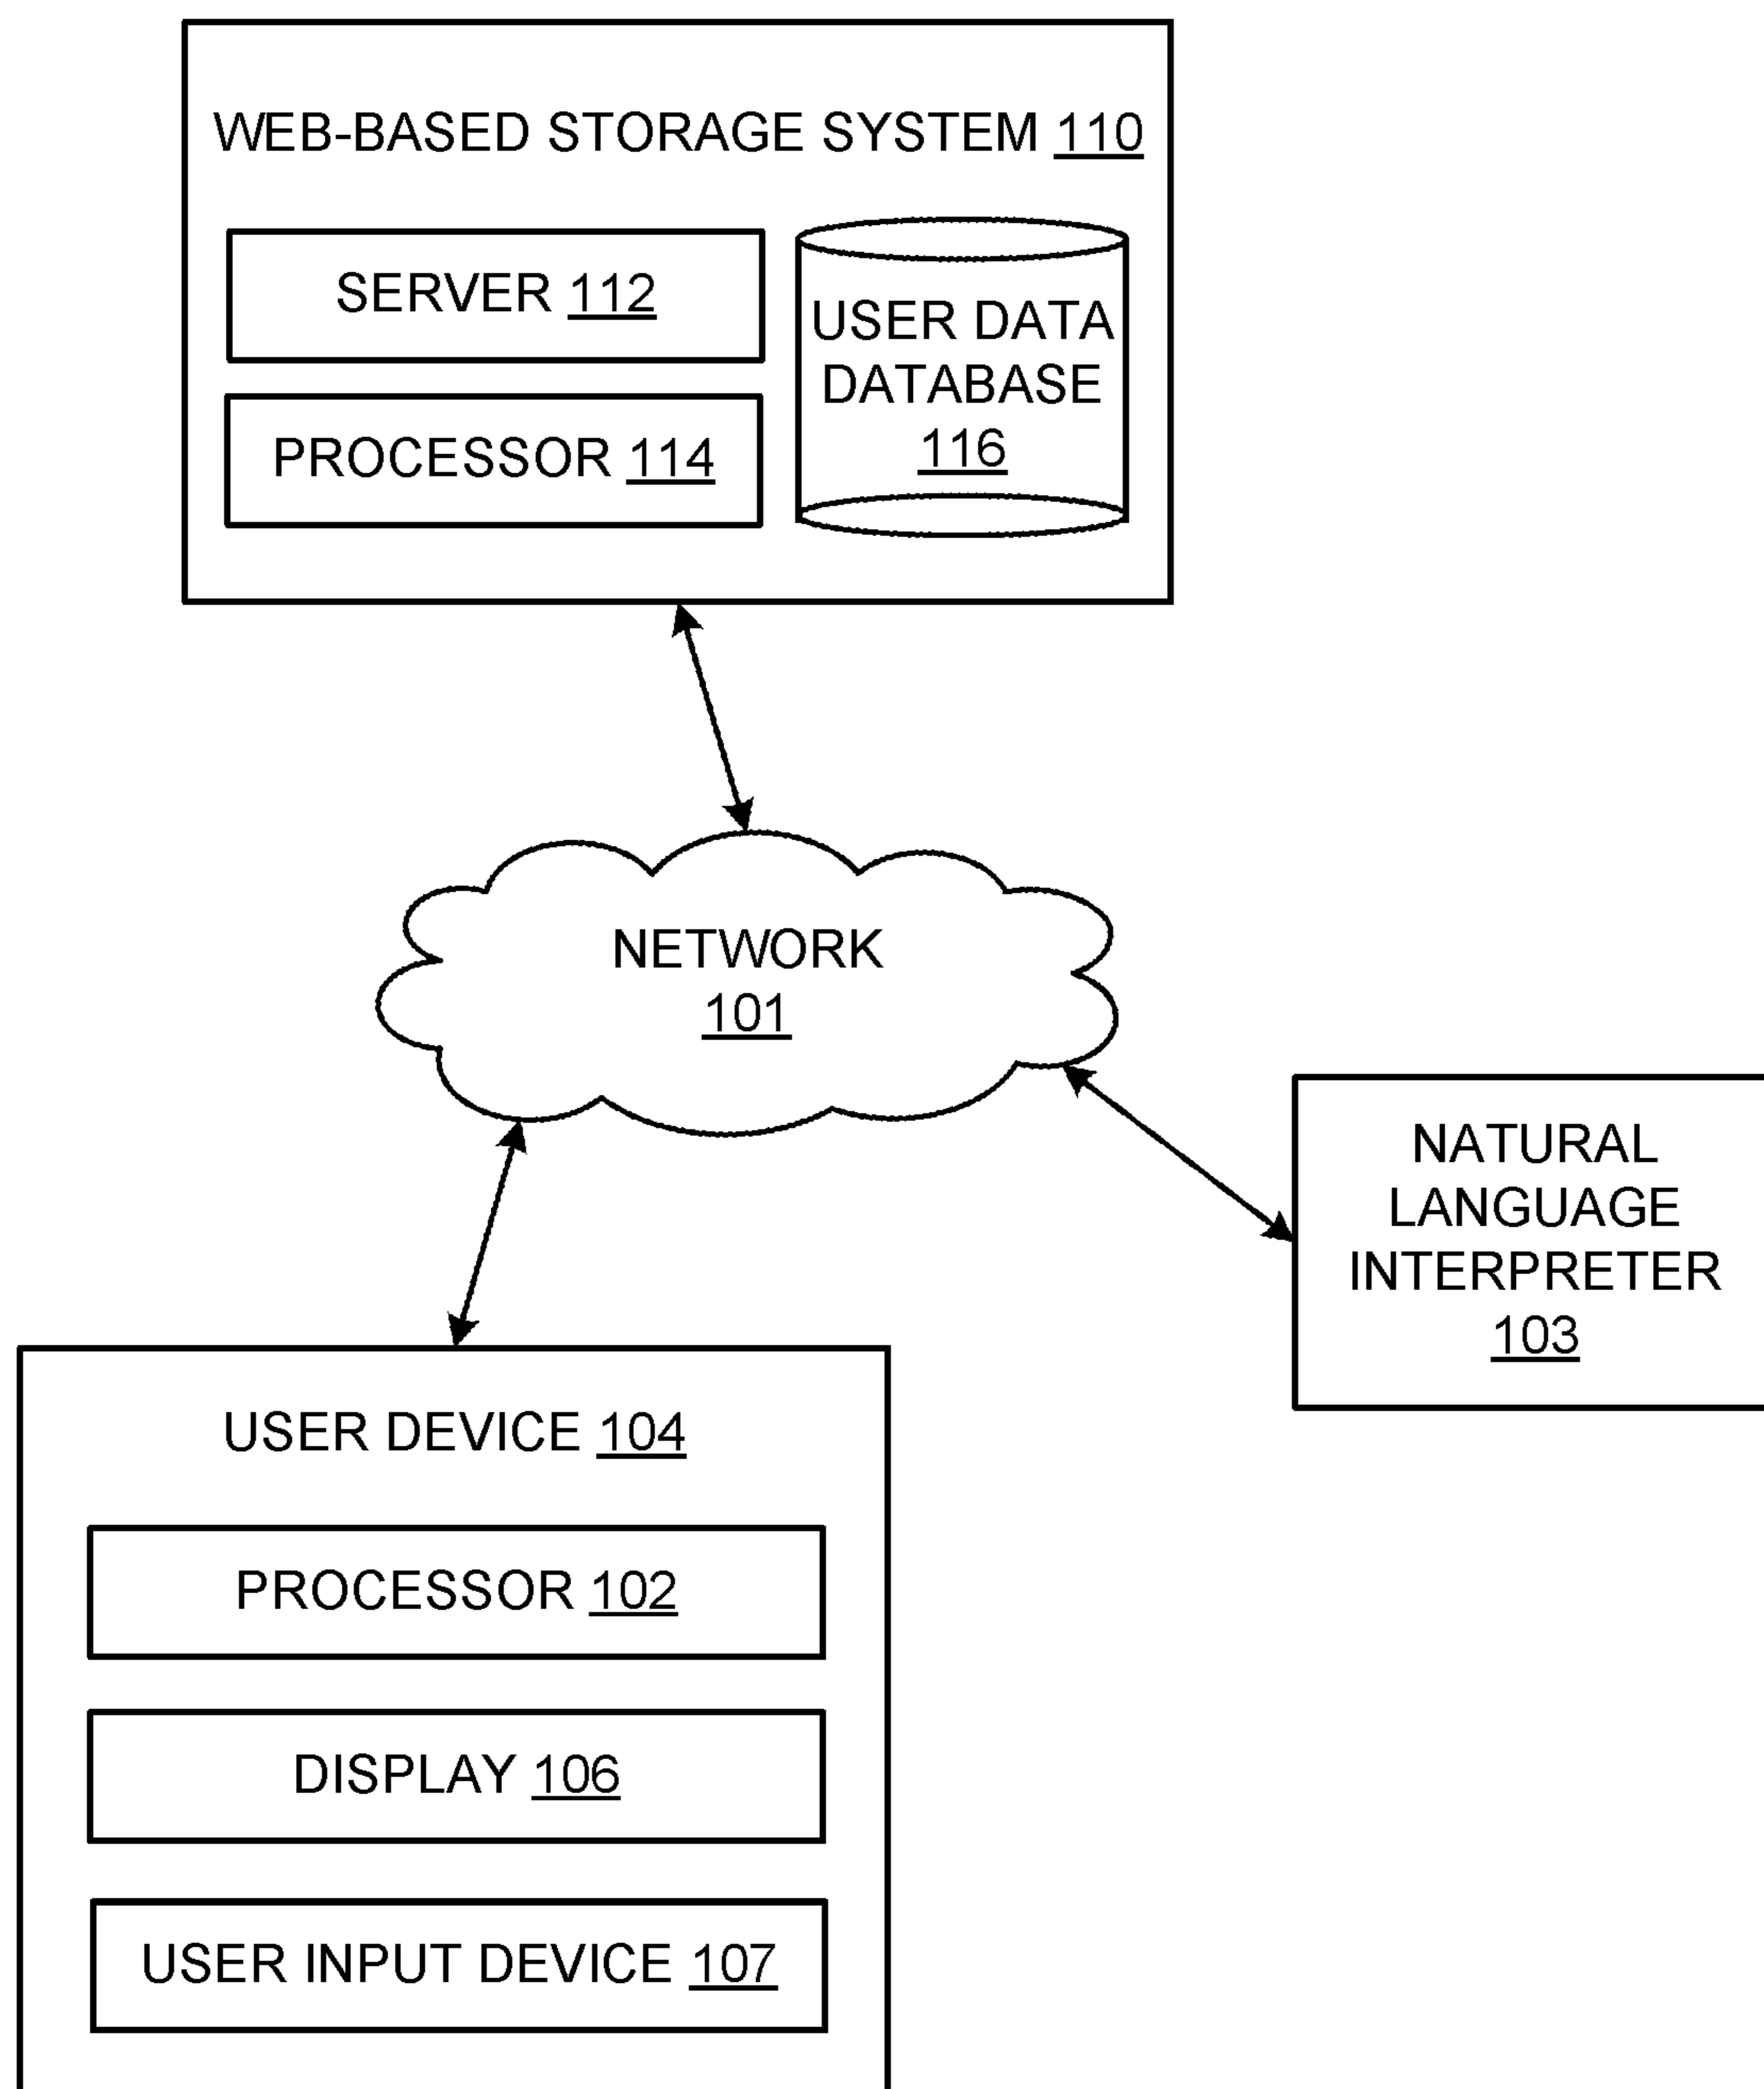 WEB-BASED STORAGE SYSTEM 110
SERVER 112
PROCESSOR 114
USER DATA
DATABASE
116
NETWORK
101
NATURAL
LANGUAGE
INTERPRETER
103
USER DEVICE 104
PROCESSOR 102
DISPLAY 106
USER INPUT DEVICE 107